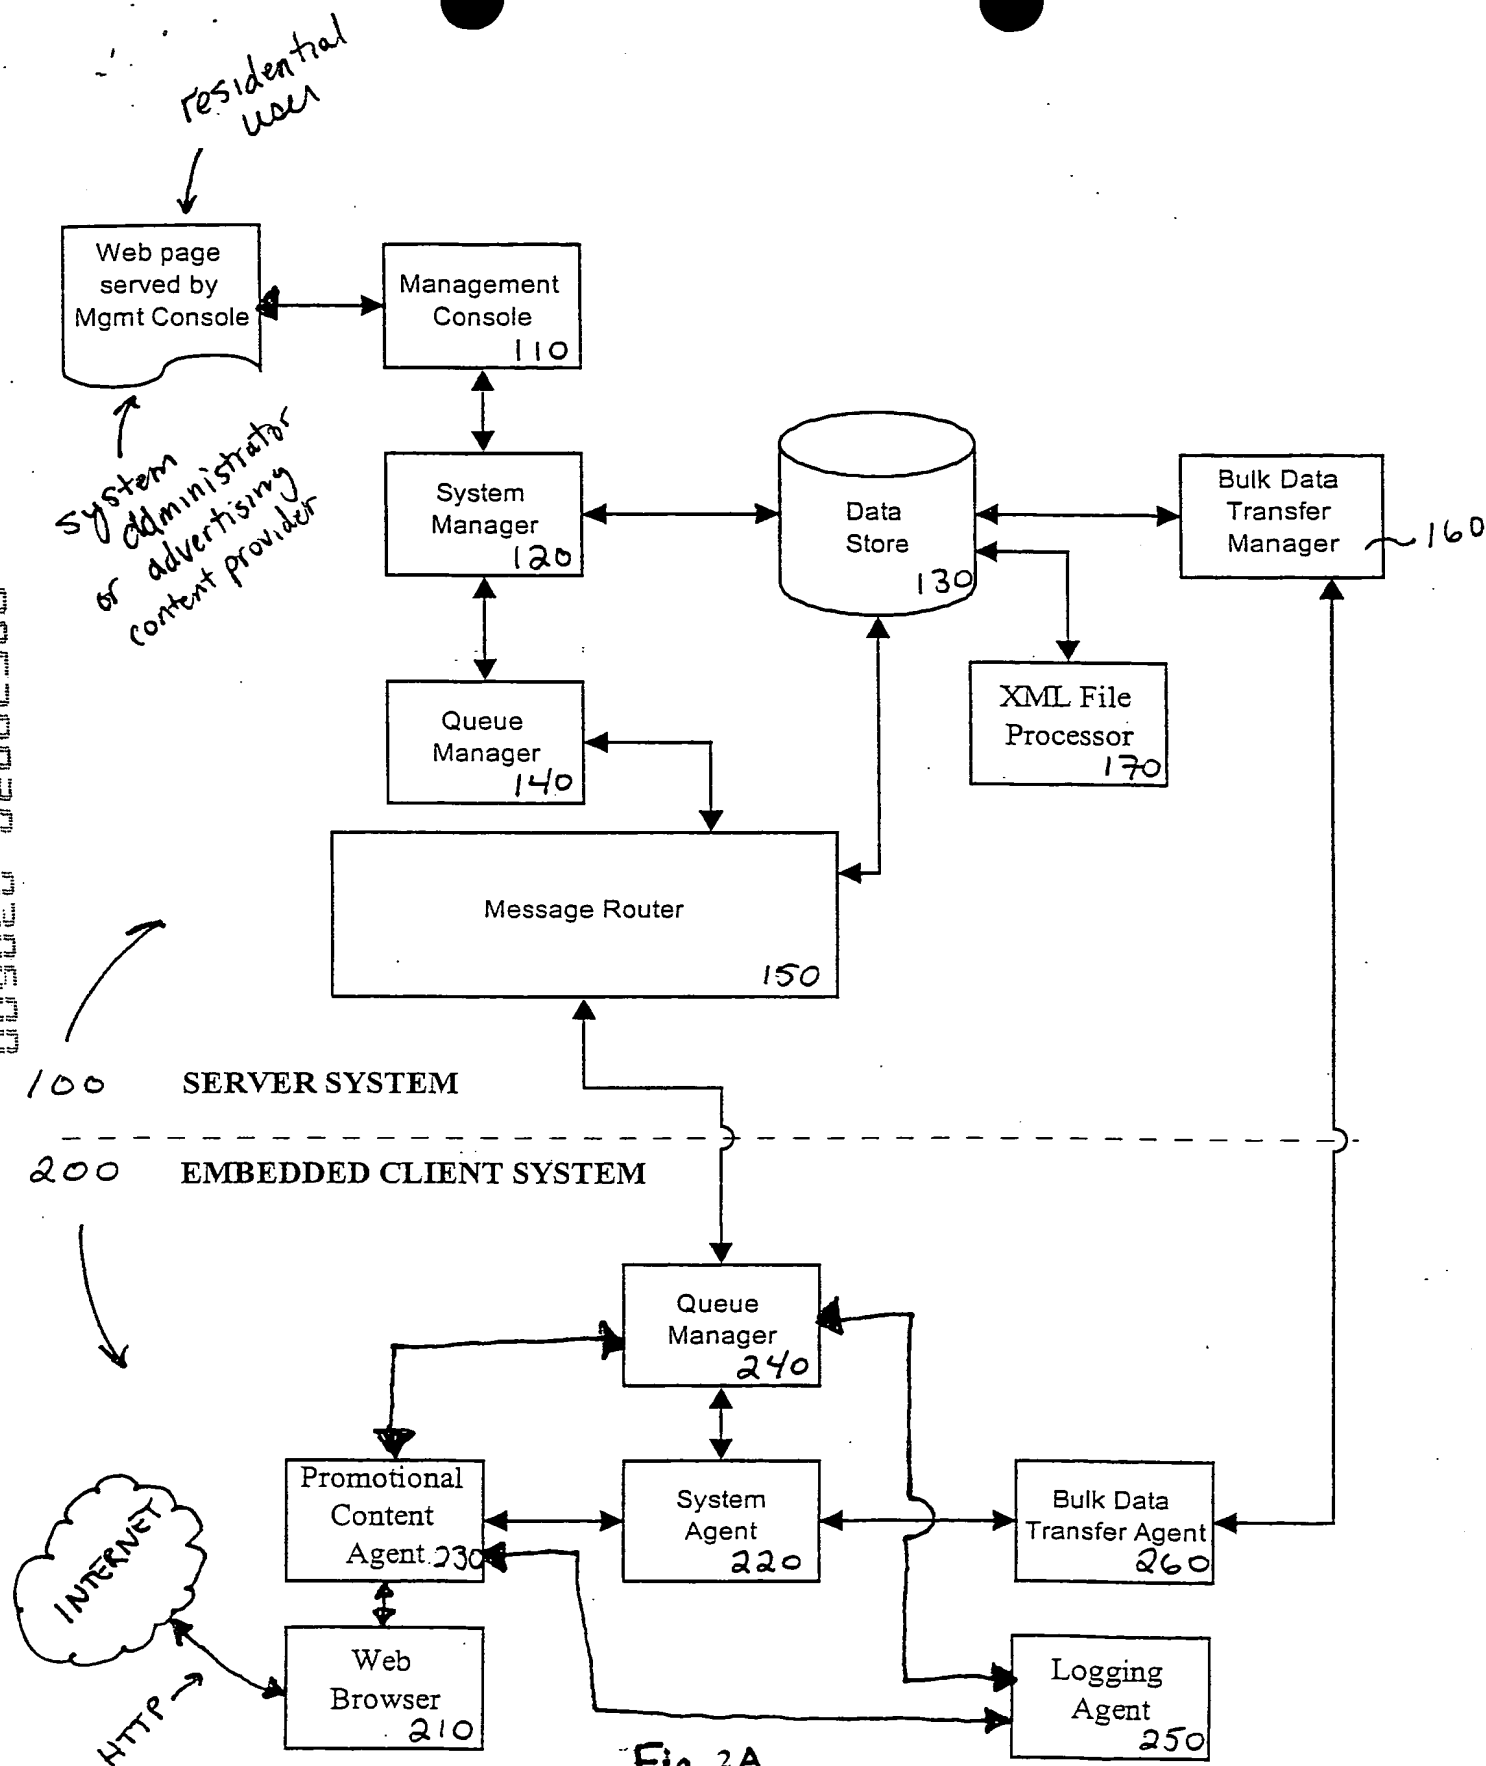 residential
user
Web page
served by
Mgmt Console
Management
Console
110
system
administrator
or advertising
content provider
System
Manager
120
Data
Store
130
Bulk Data
Transfer
Manager
160
Queue
Manager
140
XML File
Processor
170
Message Router
150
100 SERVER SYSTEM
200 EMBEDDED CLIENT SYSTEM
Queue
Manager
240
Promotional
Content
Agent 230
System
Agent
220
Bulk Data
Transfer Agent
260
INTERNET
HTTP
Web
Browser
210
Logging
Agent
250
Fig. 2A